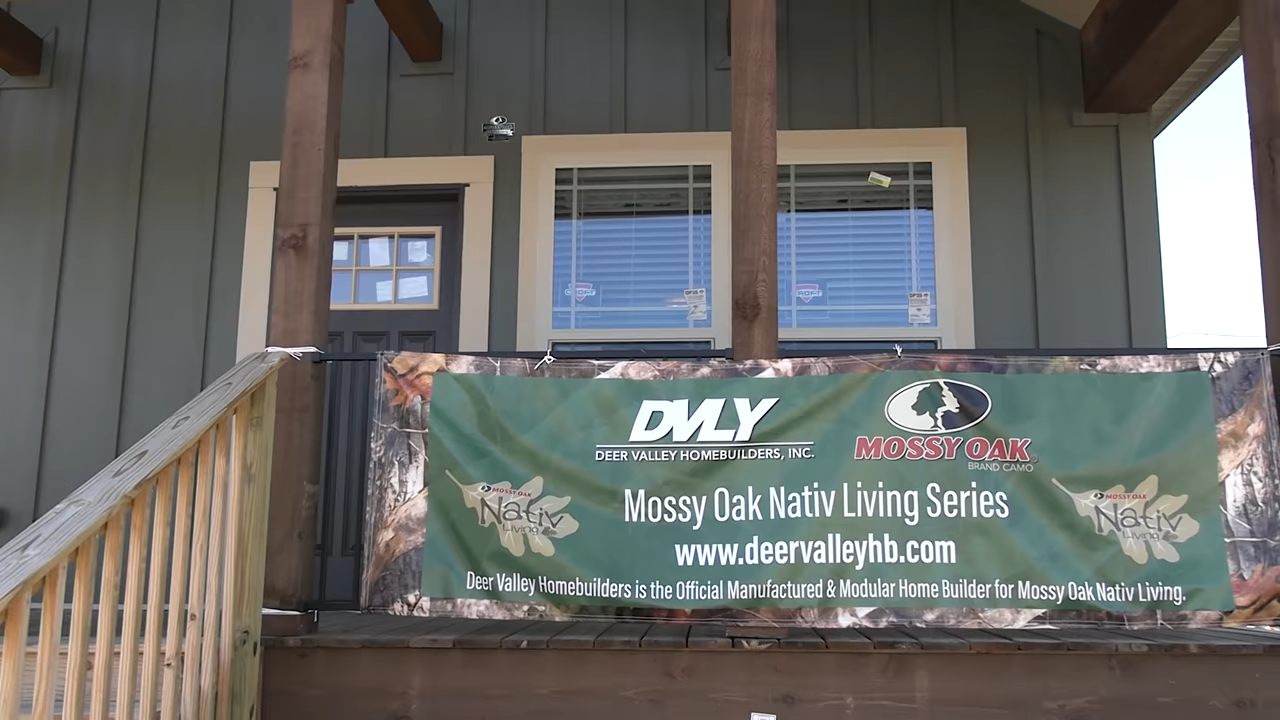 DVLY
DEER VALLEY HOMEBUILDERS, INC.
MOSSY OAK
BRAND CAMO
MOSSY OAK
Nativ
Living
Mossy Oak Nativ Living Series
MOSSY OAK
Nativ
Living
www.deervalleyhb.com
Deer Valley Homebuilders is the Official Manufactured & Modular Home Builder for Mossy Oak Nativ Living.